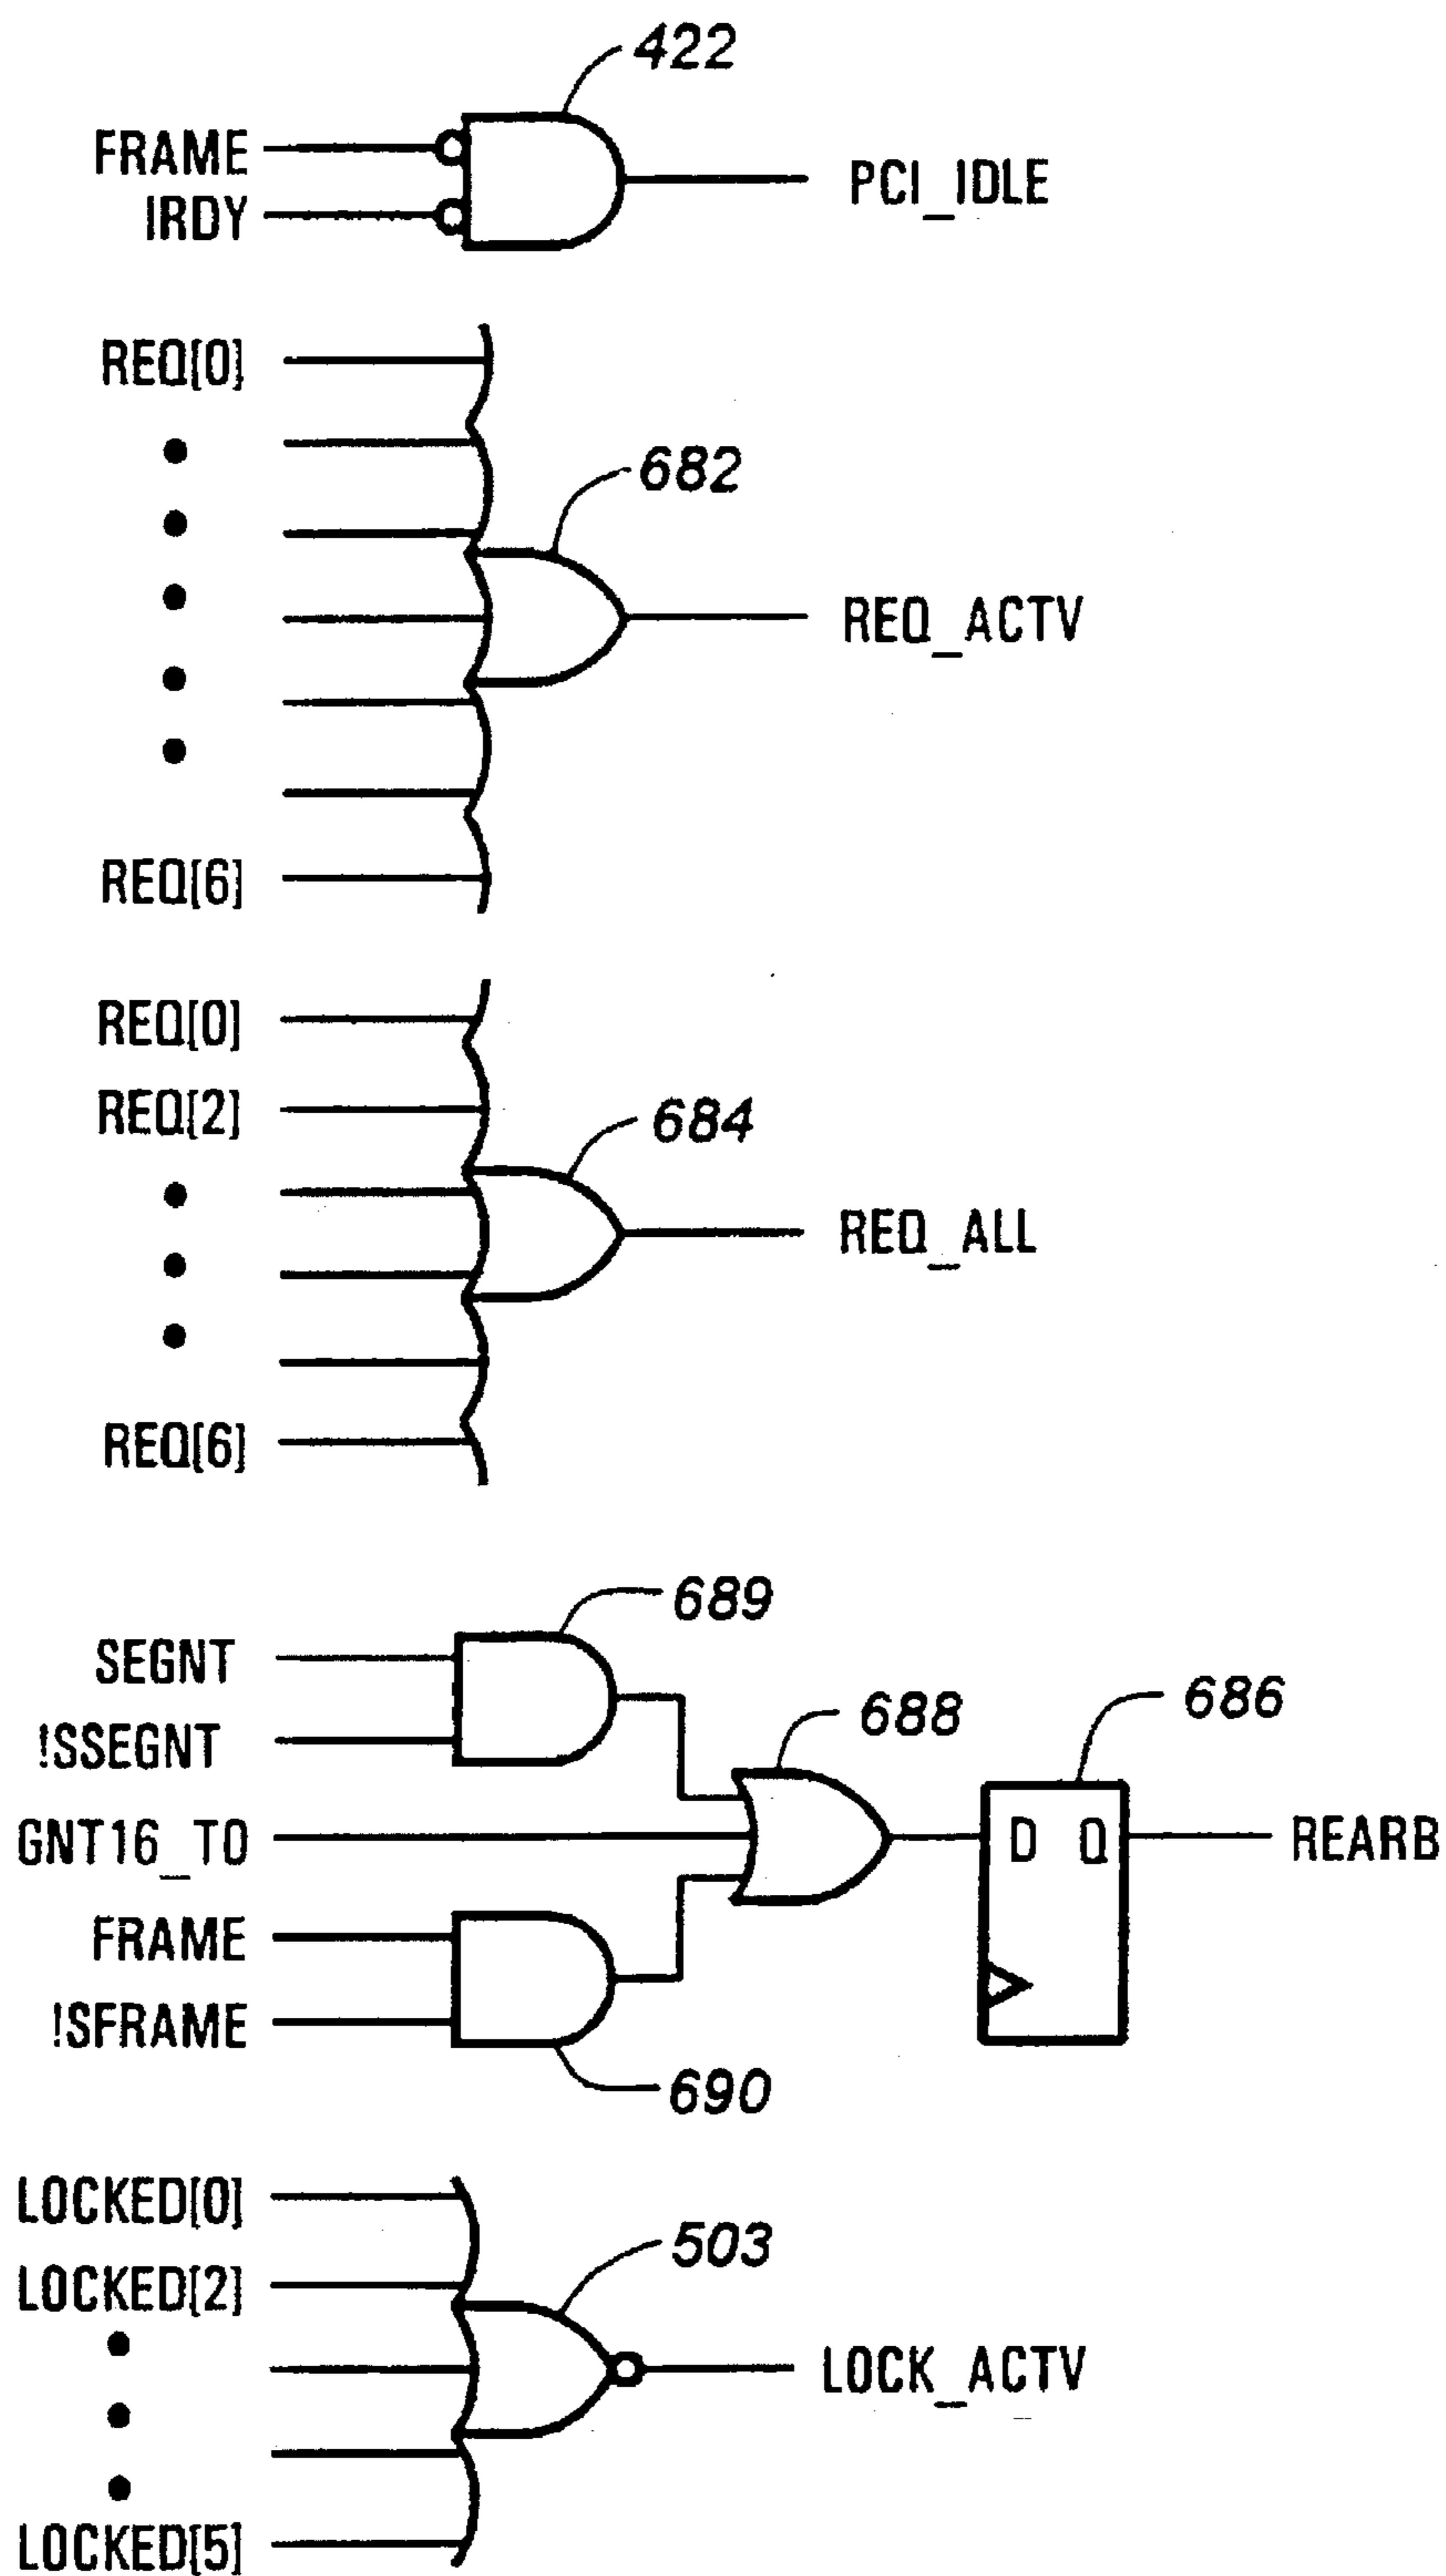 422
FRAME
IRDY
PCI_IDLE
REQ[0]
682
REQ_ACTV
REQ[6]
REQ[0]
REQ[2]
684
REQ_ALL
REQ[6]
689
SEGNT
!SSEGNT
688
686
GNT16_TO
D Q
REARB
FRAME
!SFRAME
690
LOCKED[0]
LOCKED[2]
503
LOCK_ACTV
LOCKED[5]